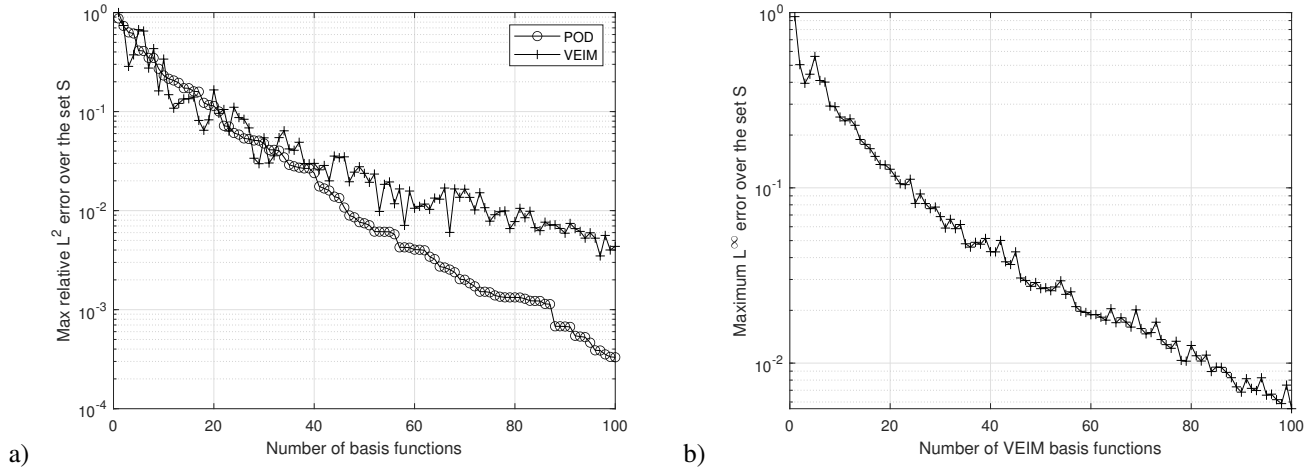 10^0
10^-1
10^-2
10^-3
10^-4
Max relative L^2 error over the set S
POD
VEIM
0 20 40 60 80 100
Number of basis functions
a)
10^0
10^-1
10^-2
Maximum L^∞ error over the set S
0 20 40 60 80 100
Number of VEIM basis functions
b)